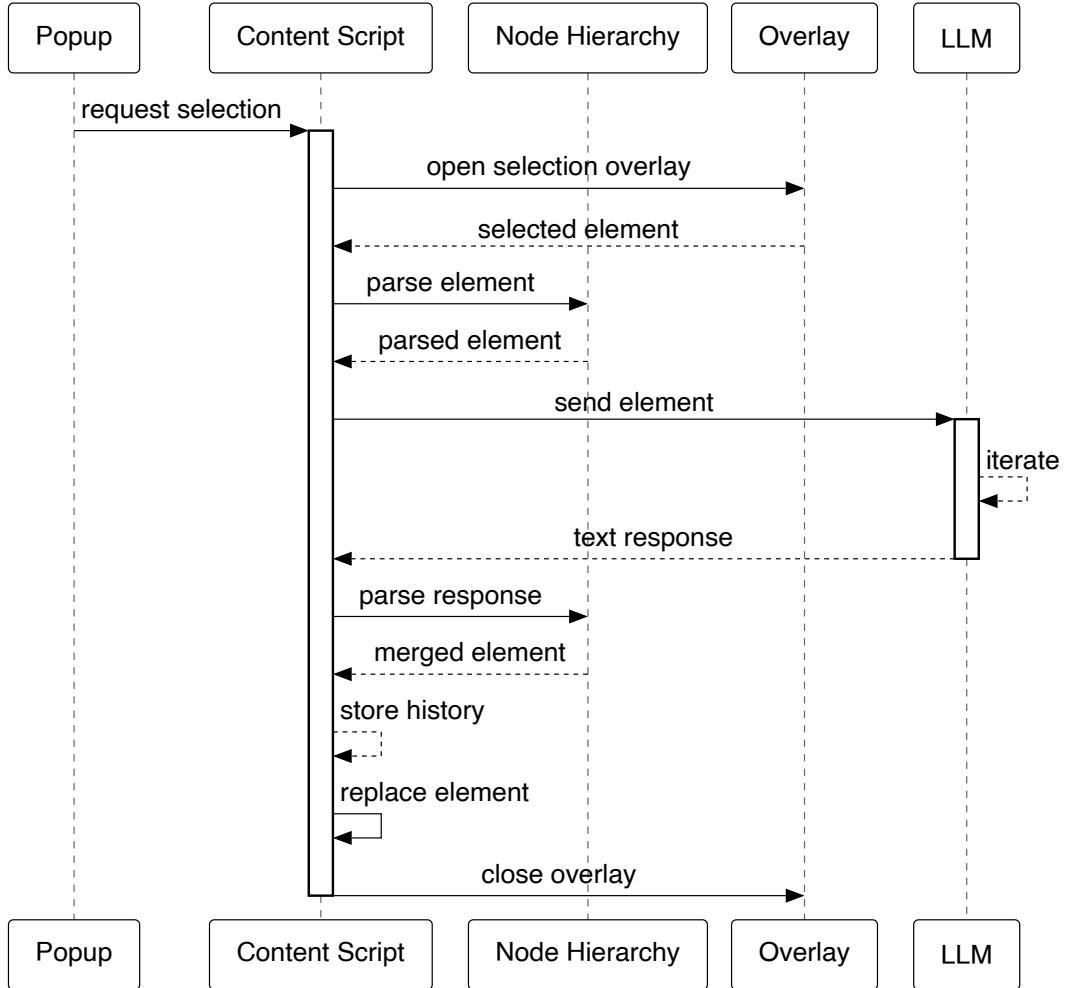 Popup
Content Script
Node Hierarchy
Overlay
LLM
request selection
open selection overlay
selected element
parse element
parsed element
send element
iterate
text response
parse response
merged element
store history
replace element
close overlay
Popup
Content Script
Node Hierarchy
Overlay
LLM